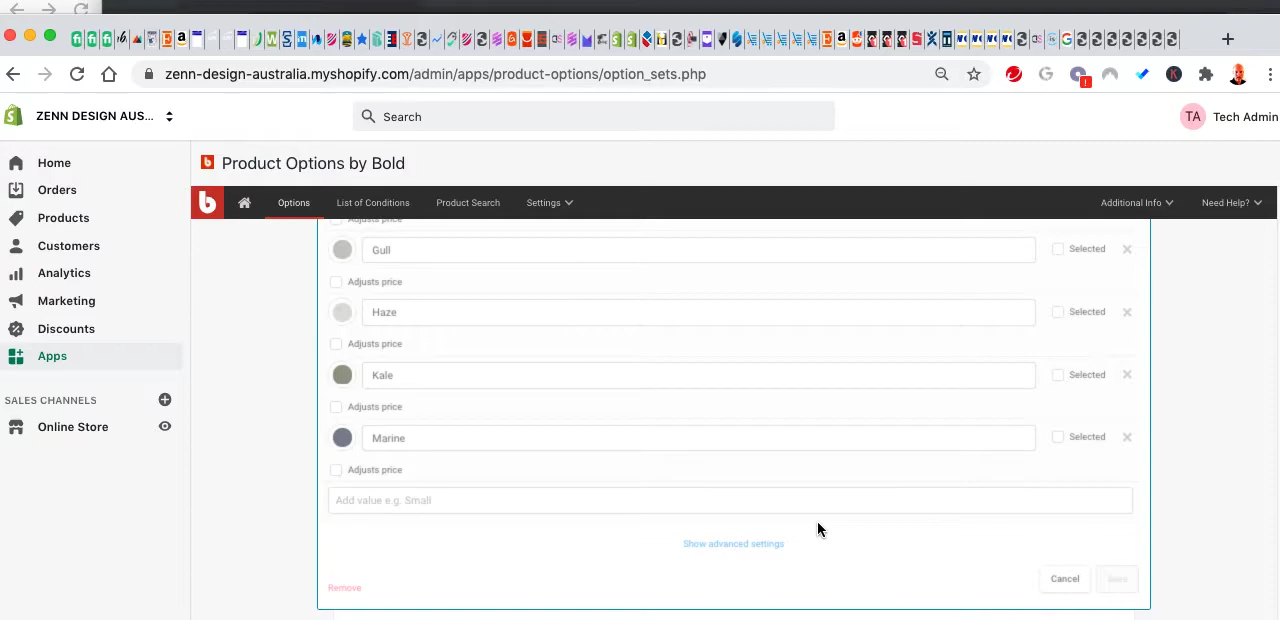 zenn-design-australia.myshopify.com/admin/apps/product-options/option_sets.php
ZENN DESIGN AUS...
Search
TA
Tech Admin
Home
Orders
Products
Customers
Analytics
Marketing
Discounts
Apps
SALES CHANNELS
Online Store
Product Options by Bold
Options
List of Conditions
Product Search
Settings
Additional Info
Need Help?
Adjusts price
Gull
Selected
Adjusts price
Haze
Selected
Adjusts price
Kale
Selected
Adjusts price
Marine
Selected
Adjusts price
Add value e.g. Small
Show advanced settings
Remove
Cancel
Save